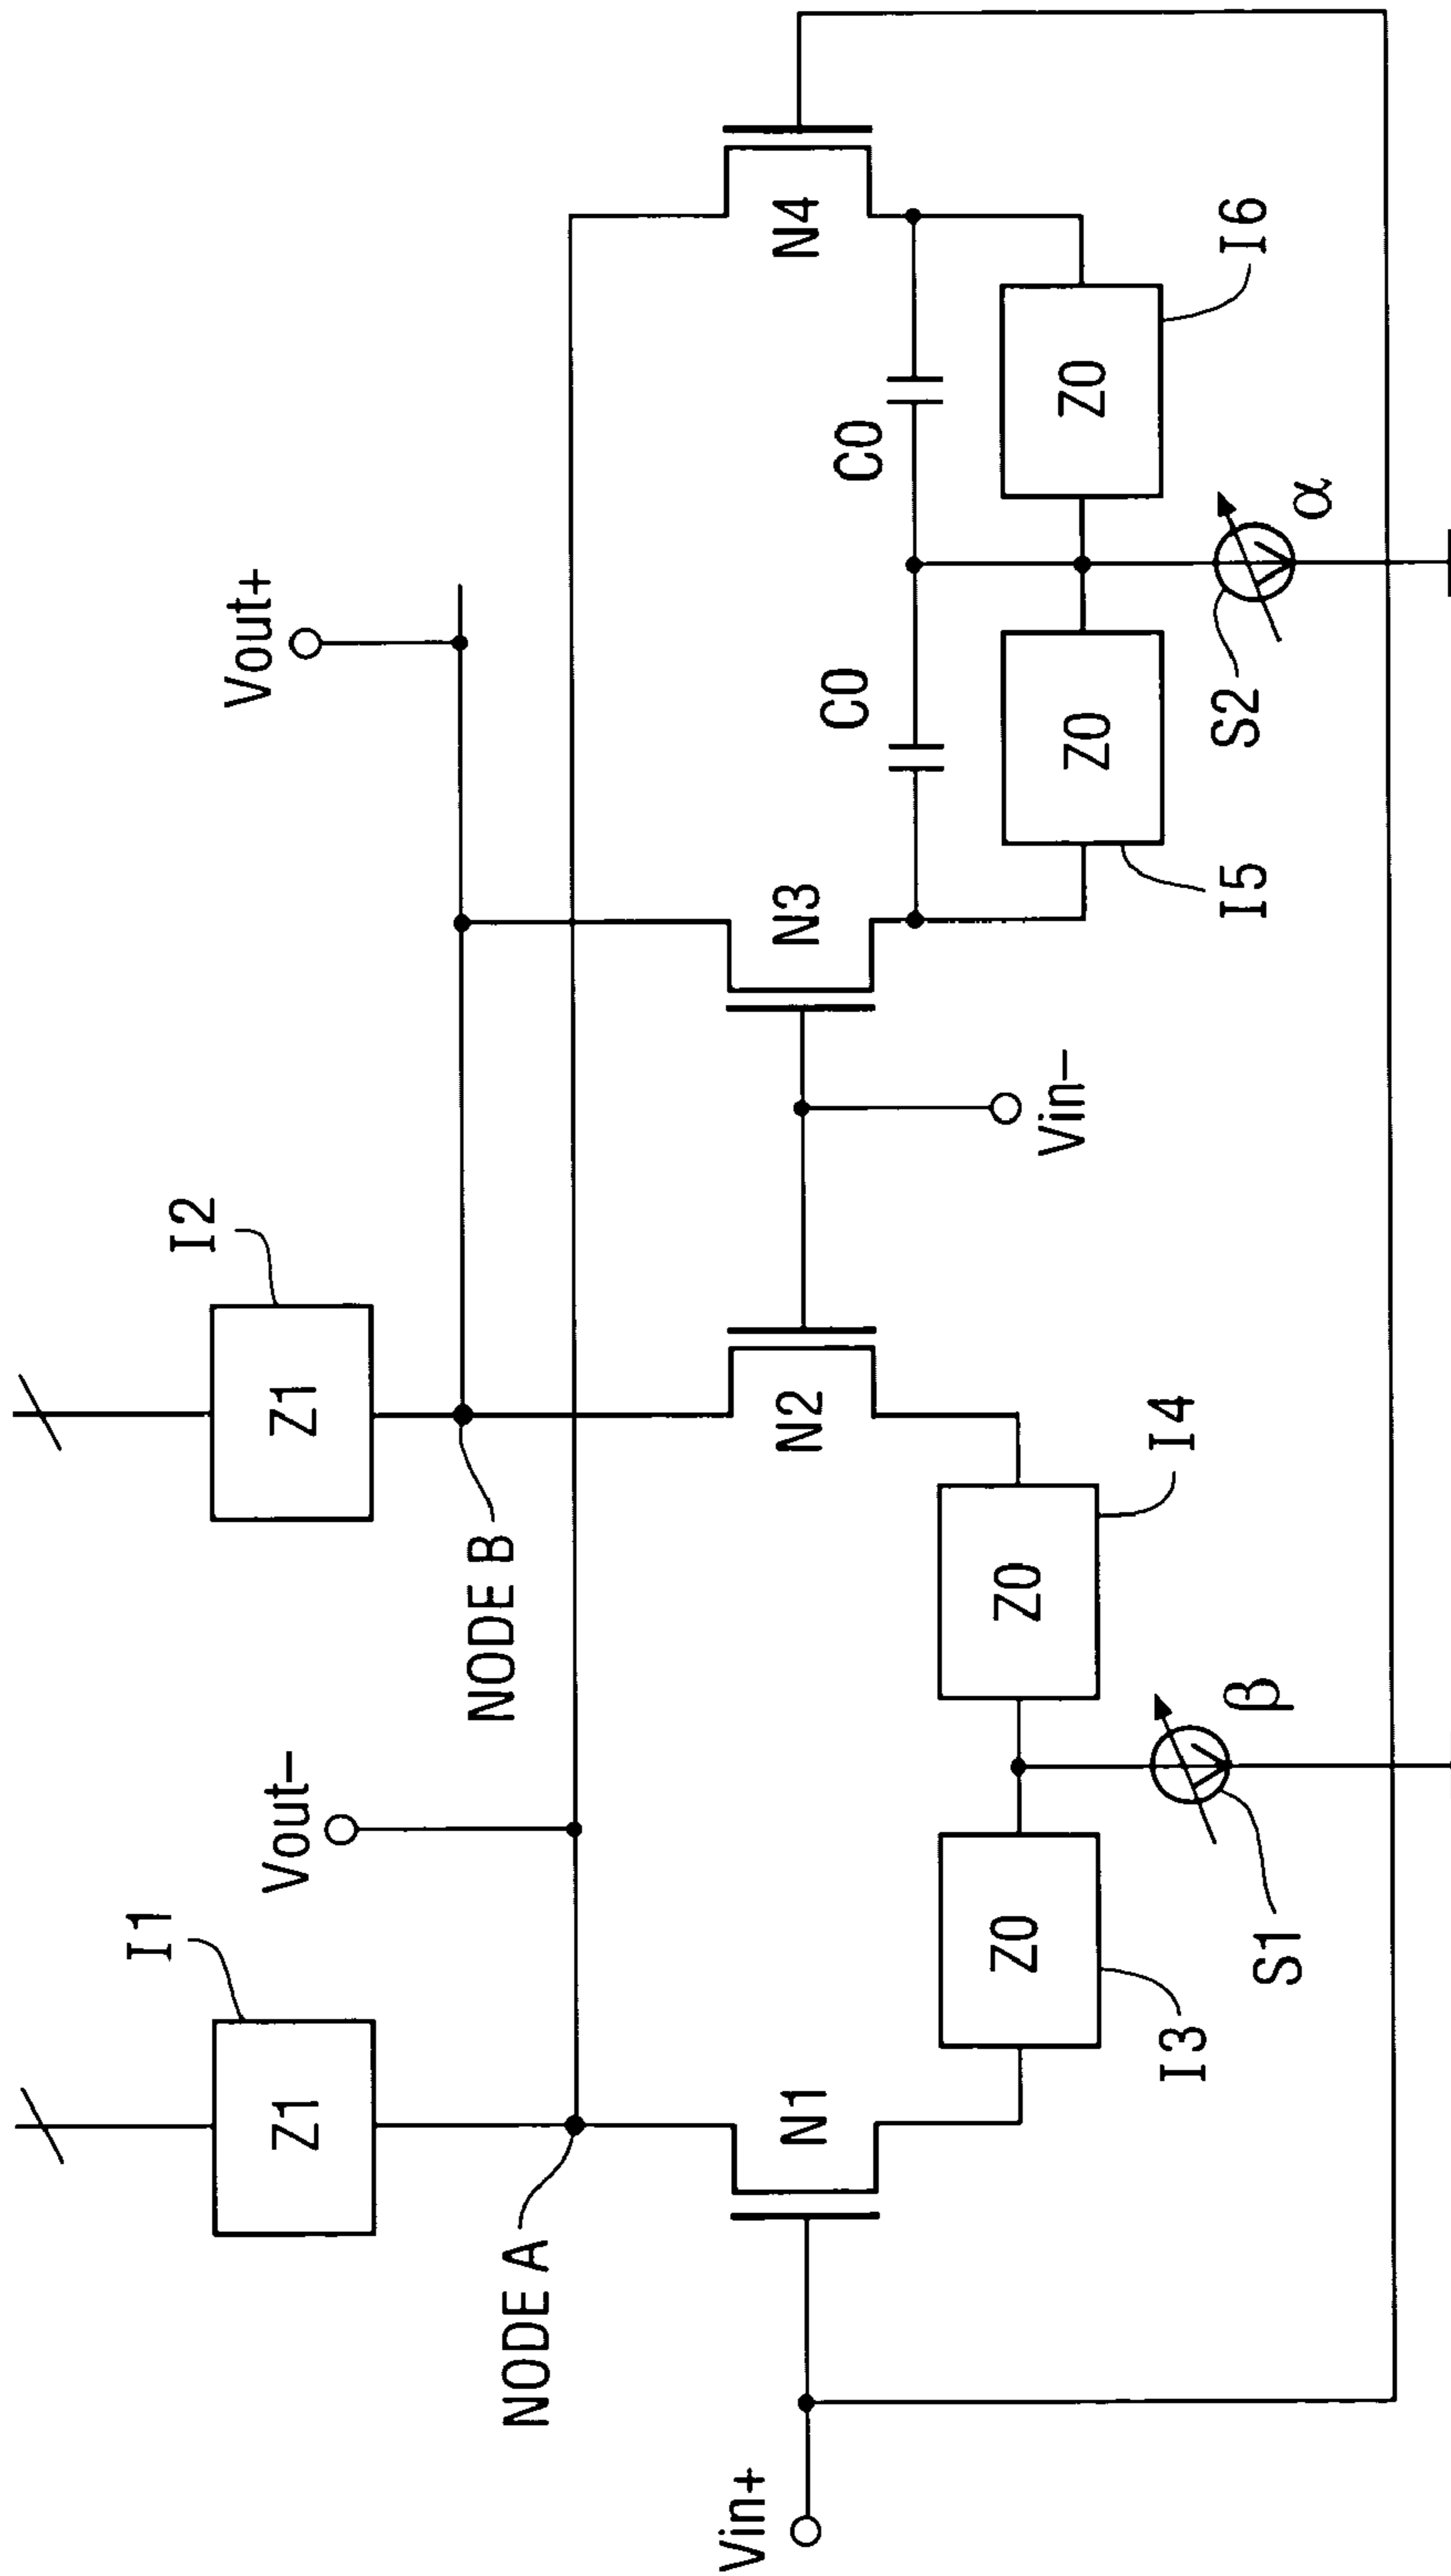 I1
Z1
I2
Z1
Vout−
Vout+
NODE A
NODE B
Vin+
N1
N2
N3
N4
Vin−
C0
C0
Z0
Z0
Z0
Z0
I3
I4
I5
I6
S1
β
S2
α